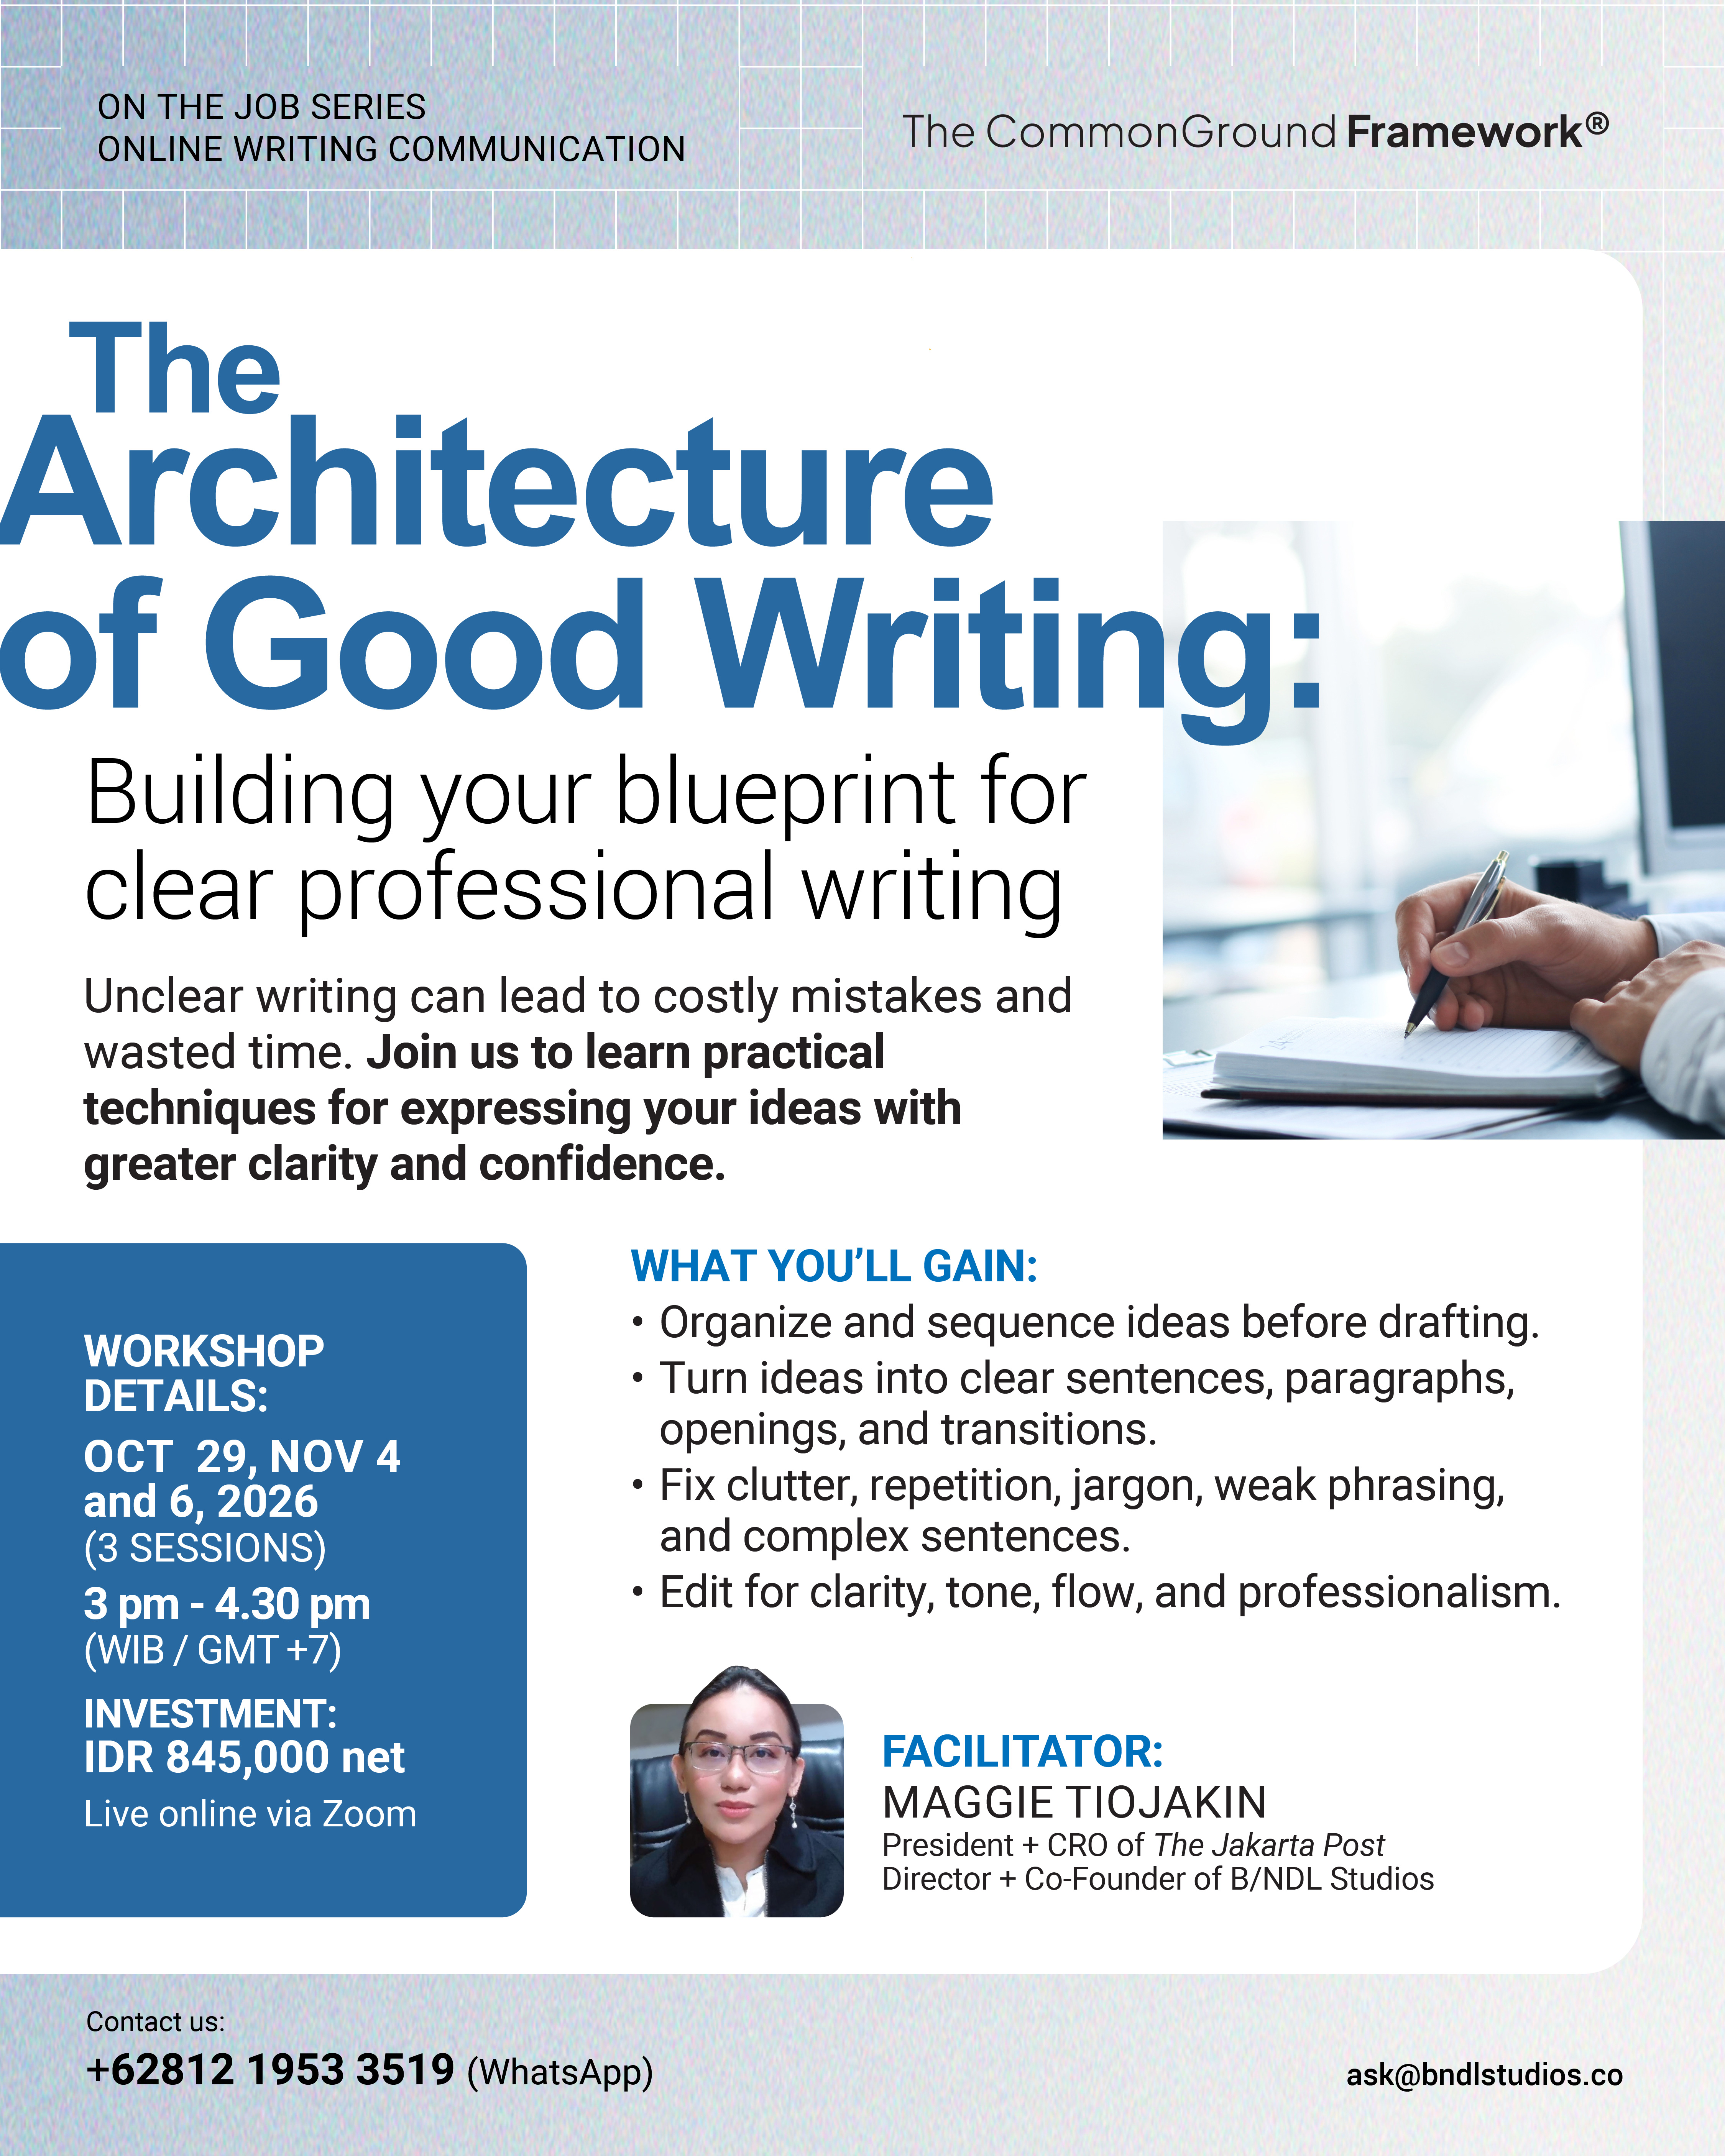 ON THE JOB SERIES
ONLINE WRITING COMMUNICATION
The CommonGround Framework®
The
Architecture
of Good Writing:
Building your blueprint for
clear professional writing
Unclear writing can lead to costly mistakes and
wasted time. Join us to learn practical
techniques for expressing your ideas with
greater clarity and confidence.
WORKSHOP
DETAILS:
OCT 29, NOV 4
and 6, 2026
(3 SESSIONS)
3 pm - 4.30 pm
(WIB / GMT +7)
INVESTMENT:
IDR 845,000 net
Live online via Zoom
WHAT YOU’LL GAIN:
• Organize and sequence ideas before drafting.
• Turn ideas into clear sentences, paragraphs,
openings, and transitions.
• Fix clutter, repetition, jargon, weak phrasing,
and complex sentences.
• Edit for clarity, tone, flow, and professionalism.
FACILITATOR:
MAGGIE TIOJAKIN
President + CRO of The Jakarta Post
Director + Co-Founder of B/NDL Studios
Contact us:
+62812 1953 3519 (WhatsApp)
ask@bndlstudios.co